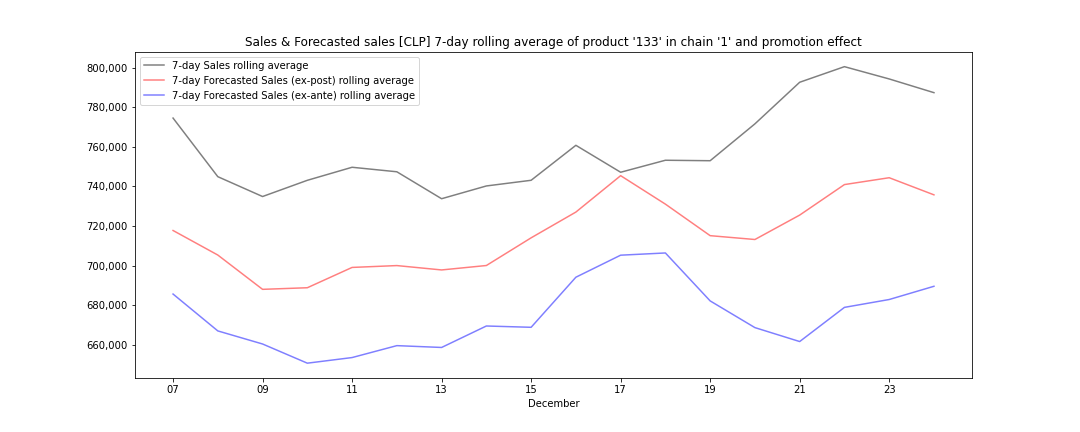 Sales & Forecasted sales [CLP] 7-day rolling average of product '133' in chain '1' and promotion effect
7-day Sales rolling average
7-day Forecasted Sales (ex-post) rolling average
7-day Forecasted Sales (ex-ante) rolling average
800,000
780,000
760,000
740,000
720,000
700,000
680,000
660,000
07 09 11 13 15 17 19 21 23
December